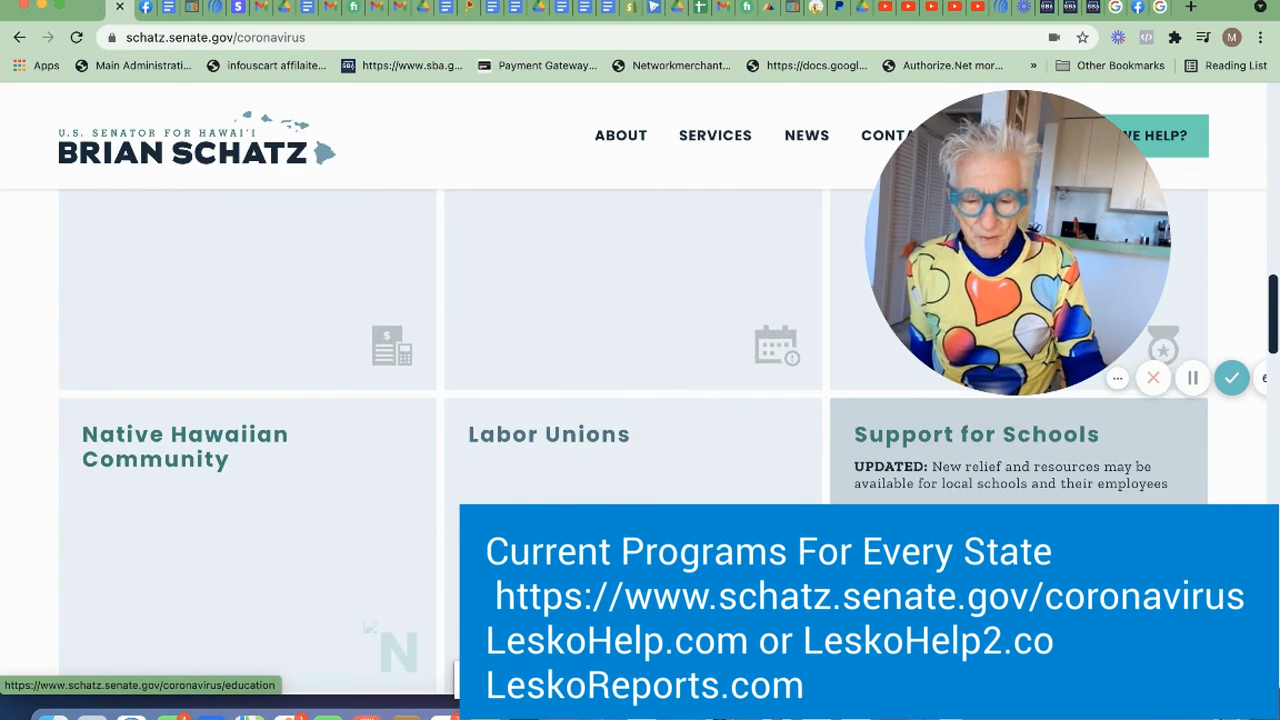 schatz.senate.gov/coronavirus
Apps
Main Administrati...
infouscart affilaite...
https://www.sba.g...
Payment Gateway...
Networkmerchant...
https://docs.googl...
Authorize.Net mor...
»
Other Bookmarks
Reading List
M
U.S. SENATOR FOR HAWAIʻI
BRIAN SCHATZ
ABOUT
SERVICES
NEWS
WE HELP?
Native Hawaiian
Community
Labor Unions
Support for Schools
UPDATED: New relief and resources may be
available for local schools and their employees
N
https://www.schatz.senate.gov/coronavirus/education
Current Programs For Every State
https://www.schatz.senate.gov/coronavirus
LeskoHelp.com or LeskoHelp2.co
LeskoReports.com